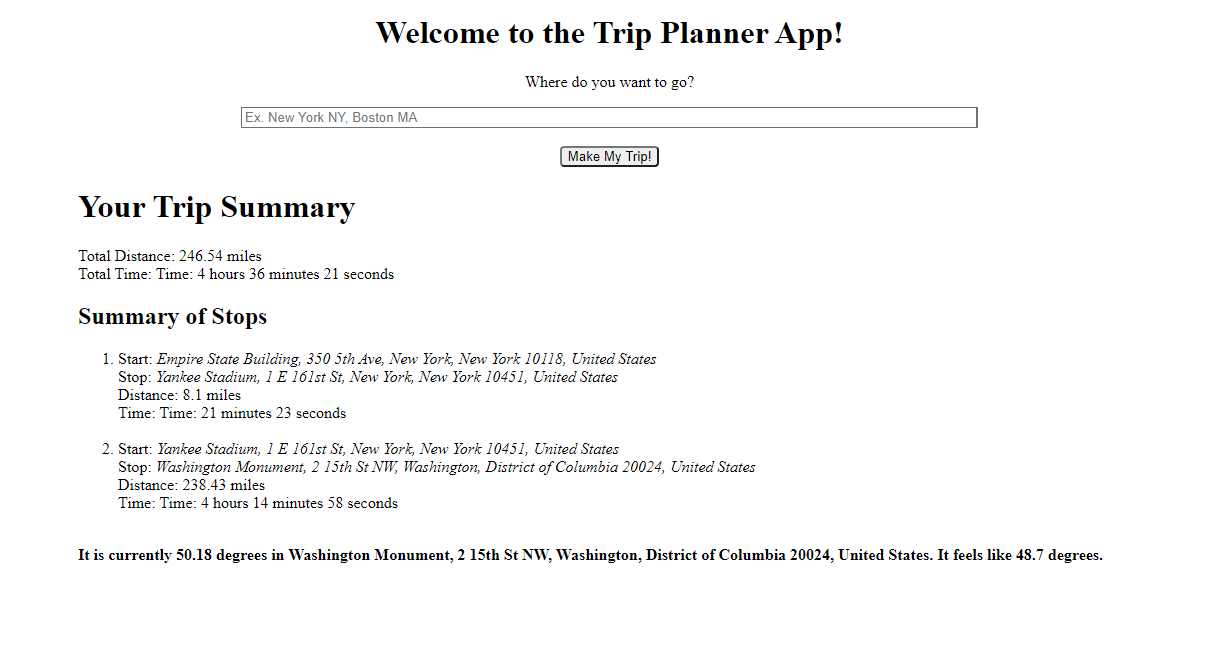 Welcome to the Trip Planner App!
Where do you want to go?
Ex. New York NY, Boston MA
Make My Trip!
Your Trip Summary
Total Distance: 246.54 miles
Total Time: Time: 4 hours 36 minutes 21 seconds
Summary of Stops
1. Start: Empire State Building, 350 5th Ave, New York, New York 10118, United States
Stop: Yankee Stadium, 1 E 161st St, New York, New York 10451, United States
Distance: 8.1 miles
Time: Time: 21 minutes 23 seconds
2. Start: Yankee Stadium, 1 E 161st St, New York, New York 10451, United States
Stop: Washington Monument, 2 15th St NW, Washington, District of Columbia 20024, United States
Distance: 238.43 miles
Time: Time: 4 hours 14 minutes 58 seconds
It is currently 50.18 degrees in Washington Monument, 2 15th St NW, Washington, District of Columbia 20024, United States. It feels like 48.7 degrees.